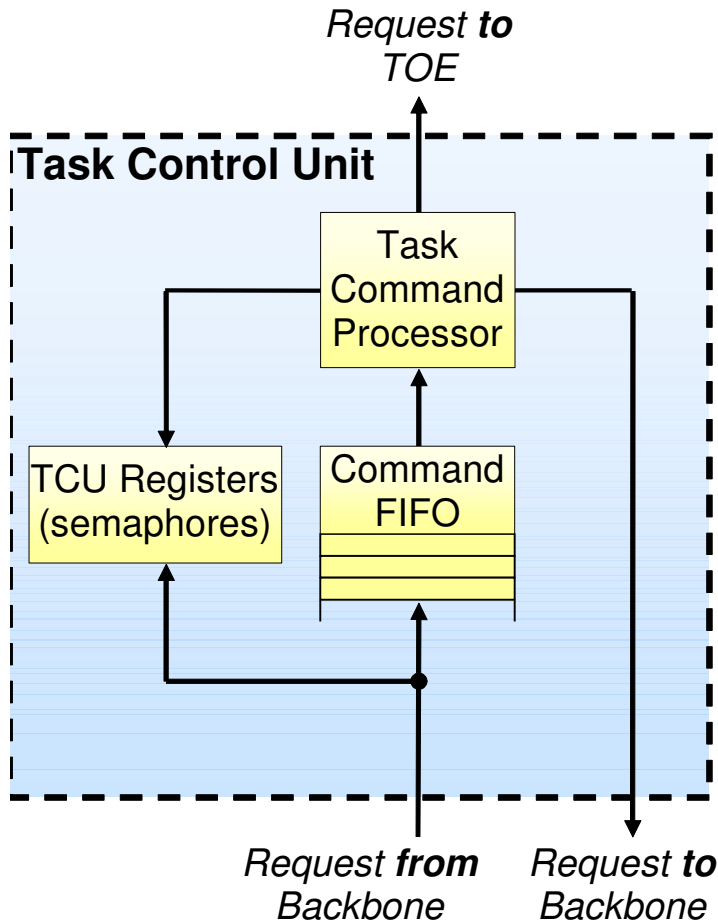 Request to
TOE
Task Control Unit
Task
Command
Processor
TCU Registers
(semaphores)
Command
FIFO
Request from
Backbone
Request to
Backbone